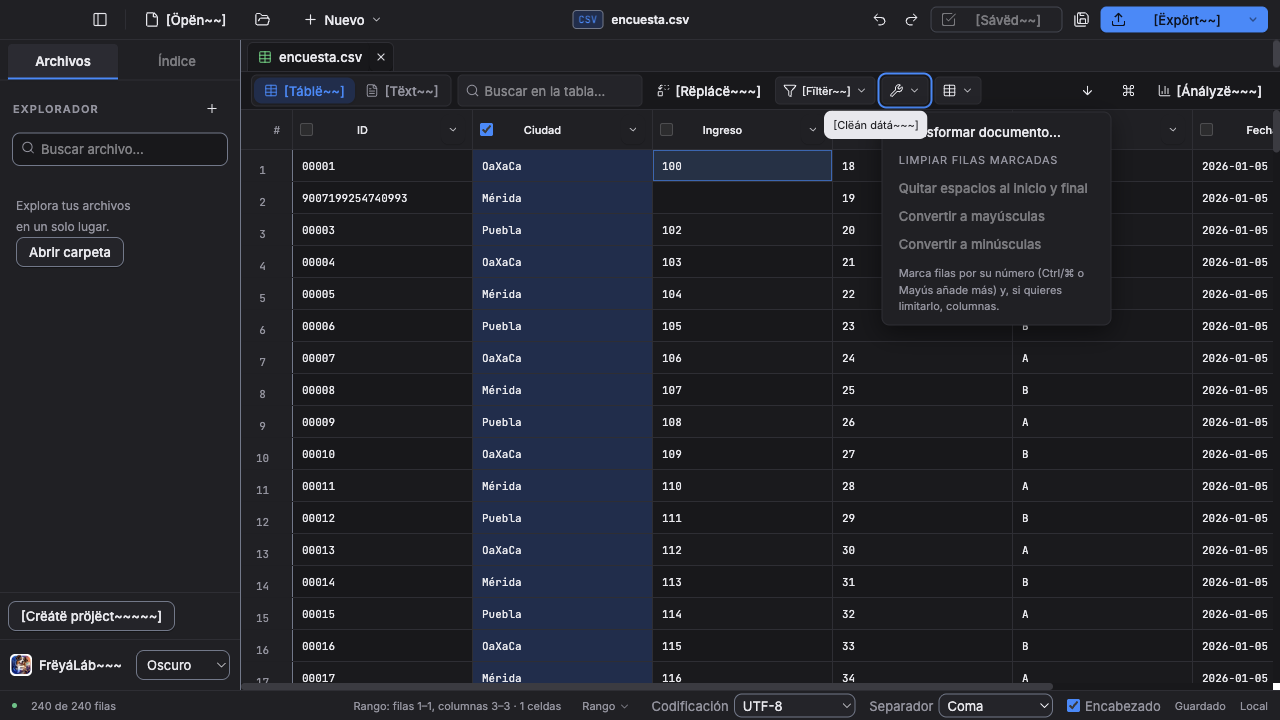 [Öpën~~]
Nuevo
CSV encuesta.csv
[Sávëd~~]
[Ëxpört~~]
Archivos
Índice
encuesta.csv
[Táblë~~]
[Tëxt~~]
Buscar en la tabla...
[Rëplácë~~~]
[Fïltër~~]
[Ánályzë~~~]
EXPLORADOR
Buscar archivo...
Explora tus archivos
en un solo lugar.
Abrir carpeta
[Clëán dátá~~~]
sformar documento...
LIMPIAR FILAS MARCADAS
Quitar espacios al inicio y final
Convertir a mayúsculas
Convertir a minúsculas
Marca filas por su número (Ctrl/⌘ o
Mayús añade más) y, si quieres
limitarlo, columnas.
# ID Ciudad Ingreso Fecha
1 00001 OaXaCa 100 18 2026-01-05
2 9007199254740993 Mérida 19 2026-01-05
3 00003 Puebla 102 20 2026-01-05
4 00004 OaXaCa 103 21 2026-01-05
5 00005 Mérida 104 22 2026-01-05
6 00006 Puebla 105 23 B 2026-01-05
7 00007 OaXaCa 106 24 A 2026-01-05
8 00008 Mérida 107 25 B 2026-01-05
9 00009 Puebla 108 26 A 2026-01-05
10 00010 OaXaCa 109 27 B 2026-01-05
11 00011 Mérida 110 28 A 2026-01-05
12 00012 Puebla 111 29 B 2026-01-05
13 00013 OaXaCa 112 30 A 2026-01-05
14 00014 Mérida 113 31 B 2026-01-05
15 00015 Puebla 114 32 A 2026-01-05
16 00016 OaXaCa 115 33 B 2026-01-05
17 00017 Mérida 116 34 A 2026-01-05
[Crëátë pröjëct~~~~~]
FrëyáLáb~~~
Oscuro
240 de 240 filas
Rango: filas 1–1, columnas 3–3 · 1 celdas
Rango
Codificación UTF-8
Separador Coma
Encabezado
Guardado
Local